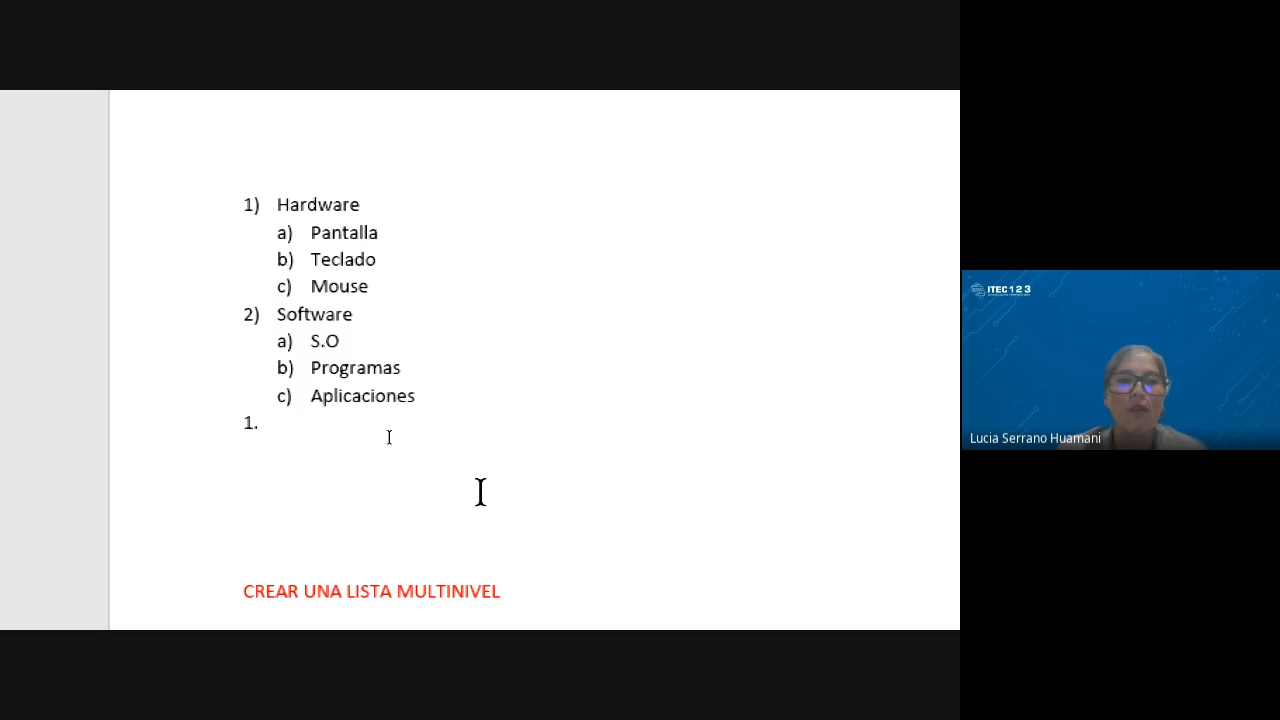 1) Hardware
a) Pantalla
b) Teclado
c) Mouse
2) Software
a) S.O
b) Programas
c) Aplicaciones
1.
CREAR UNA LISTA MULTINIVEL
ITEC 1 2 3
Lucia Serrano Huamani